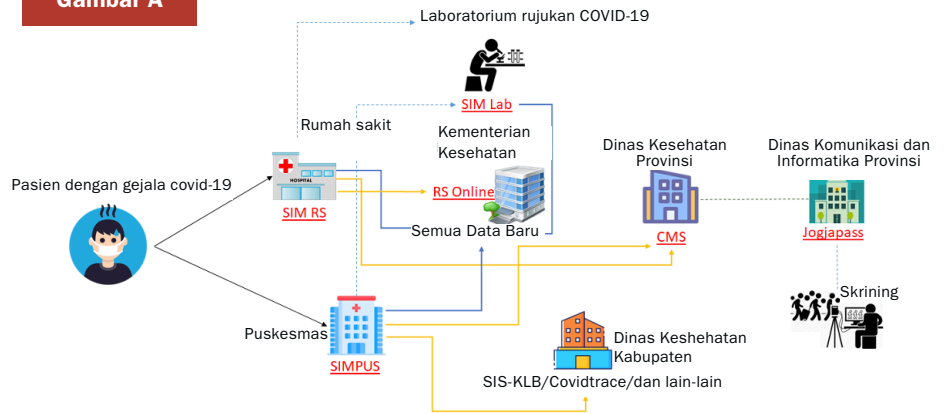 Gambar A
Laboratorium rujukan COVID-19
SIM Lab
Rumah sakit
Kementerian
Kesehatan
Dinas Kesehatan
Provinsi
Dinas Komunikasi dan
Informatika Provinsi
Pasien dengan gejala covid-19
HOSPITAL
SIM RS
RS Online
Semua Data Baru
CMS
Jogjapass
Skrining
Puskesmas
SIMPUS
Dinas Keshehatan
Kabupaten
SIS-KLB/Covidtrace/dan lain-lain